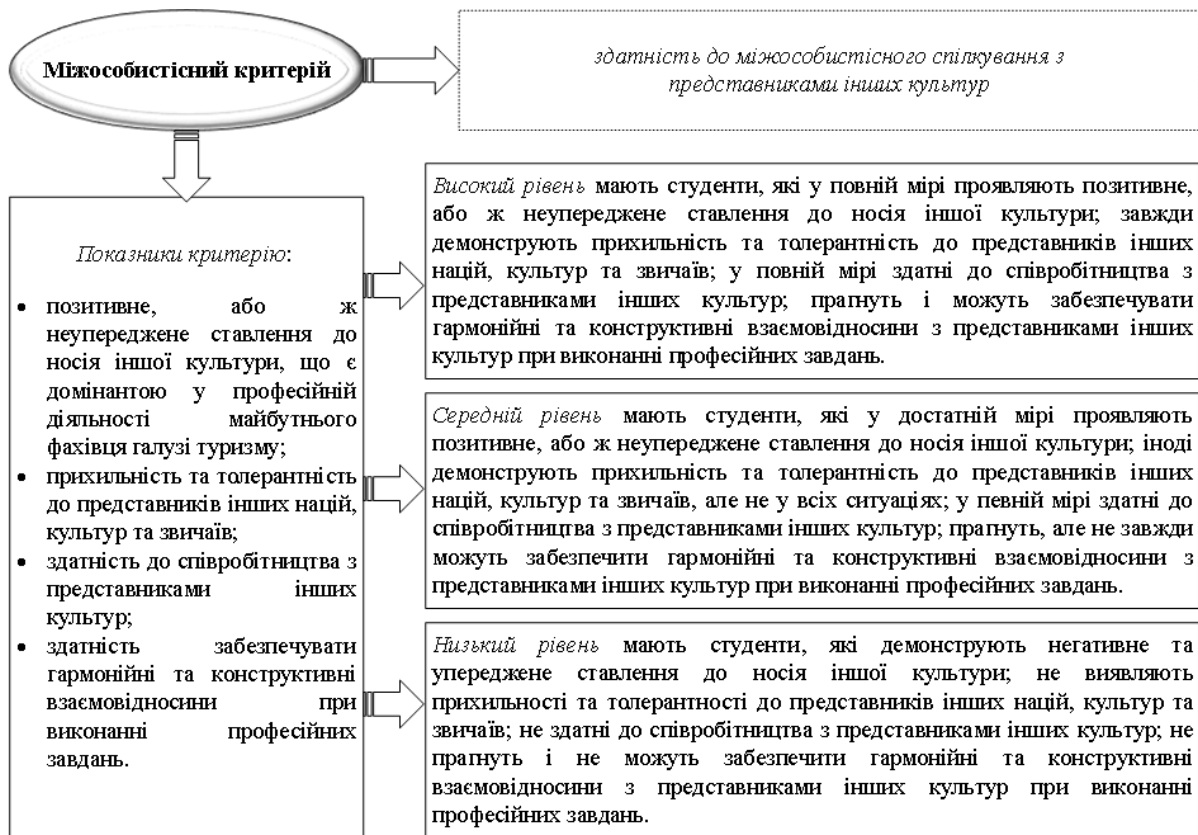 Міжособистісний критерій
здатність до міжособистісного спілкування з
представниками інших культур
Показники критерію:
• позитивне, або ж
неупереджене ставлення до
носія іншої культури, що є
домінантою у професійній
діяльності майбутнього
фахівця галузі туризму;
• прихильність та толерантність
до представників інших націй,
культур та звичаїв;
• здатність до співробітництва з
представниками інших
культур;
• здатність забезпечувати
гармонійні та конструктивні
взаємовідносини при
виконанні професійних
завдань.
Високий рівень мають студенти, які у повній мірі проявляють позитивне,
або ж неупереджене ставлення до носія іншої культури; завжди
демонструють прихильність та толерантність до представників інших
націй, культур та звичаїв; у повній мірі здатні до співробітництва з
представниками інших культур; прагнуть і можуть забезпечувати
гармонійні та конструктивні взаємовідносини з представниками інших
культур при виконанні професійних завдань.
Середній рівень мають студенти, які у достатній мірі проявляють
позитивне, або ж неупереджене ставлення до носія іншої культури; іноді
демонструють прихильність та толерантність до представників інших
націй, культур та звичаїв, але не у всіх ситуаціях; у певній мірі здатні до
співробітництва з представниками інших культур; прагнуть, але не завжди
можуть забезпечити гармонійні та конструктивні взаємовідносини з
представниками інших культур при виконанні професійних завдань.
Низький рівень мають студенти, які демонструють негативне та
упереджене ставлення до носія іншої культури; не виявляють
прихильності та толерантності до представників інших націй, культур та
звичаїв; не здатні до співробітництва з представниками інших культур; не
прагнуть і не можуть забезпечити гармонійні та конструктивні
взаємовідносини з представниками інших культур при виконанні
професійних завдань.